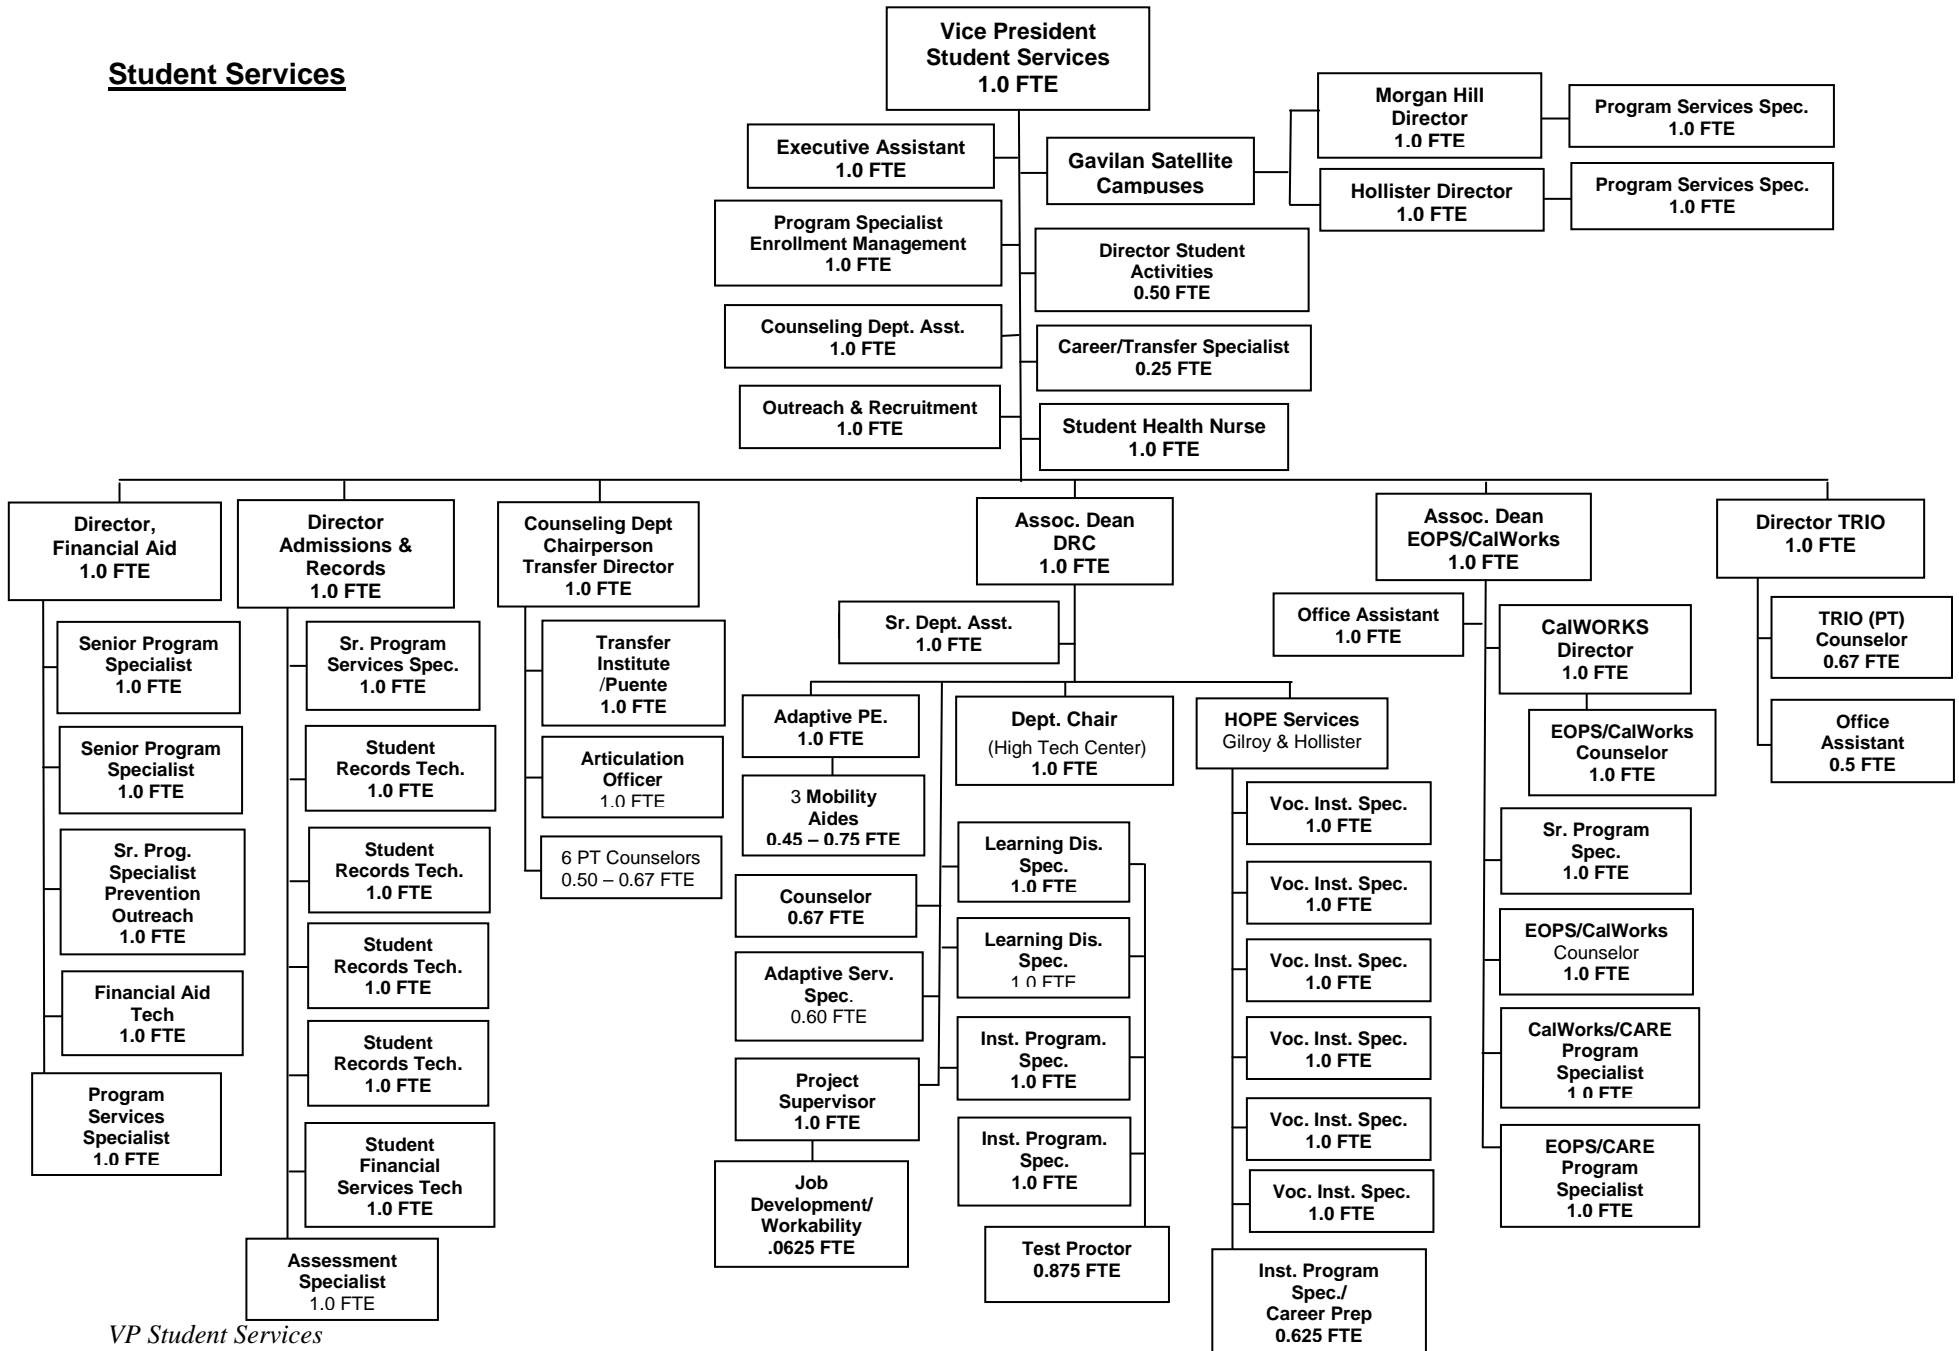 Student Services
Vice President
Student Services
1.0 FTE
Executive Assistant
1.0 FTE
Gavilan Satellite
Campuses
Morgan Hill
Director
1.0 FTE
Program Services Spec.
1.0 FTE
Hollister Director
1.0 FTE
Program Services Spec.
1.0 FTE
Program Specialist
Enrollment Management
1.0 FTE
Director Student
Activities
0.50 FTE
Counseling Dept. Asst.
1.0 FTE
Career/Transfer Specialist
0.25 FTE
Outreach & Recruitment
1.0 FTE
Student Health Nurse
1.0 FTE
Director,
Financial Aid
1.0 FTE
Senior Program
Specialist
1.0 FTE
Senior Program
Specialist
1.0 FTE
Sr. Prog.
Specialist
Prevention
Outreach
1.0 FTE
Financial Aid
Tech
1.0 FTE
Program
Services
Specialist
1.0 FTE
Director
Admissions &
Records
1.0 FTE
Sr. Program
Services Spec.
1.0 FTE
Student
Records Tech.
1.0 FTE
Student
Records Tech.
1.0 FTE
Student
Records Tech.
1.0 FTE
Student
Records Tech.
1.0 FTE
Student
Financial
Services Tech
1.0 FTE
Assessment
Specialist
1.0 FTE
Counseling Dept
Chairperson
Transfer Director
1.0 FTE
Transfer
Institute
/Puente
1.0 FTE
Articulation
Officer
1.0 FTE
6 PT Counselors
0.50 – 0.67 FTE
Assoc. Dean
DRC
1.0 FTE
Sr. Dept. Asst.
1.0 FTE
Adaptive PE.
1.0 FTE
3 Mobility
Aides
0.45 – 0.75 FTE
Counselor
0.67 FTE
Adaptive Serv.
Spec.
0.60 FTE
Project
Supervisor
1.0 FTE
Job
Development/
Workability
.0625 FTE
Dept. Chair
(High Tech Center)
1.0 FTE
Learning Dis.
Spec.
1.0 FTE
Learning Dis.
Spec.
1.0 FTE
Inst. Program.
Spec.
1.0 FTE
Inst. Program.
Spec.
1.0 FTE
Test Proctor
0.875 FTE
HOPE Services
Gilroy & Hollister
Voc. Inst. Spec.
1.0 FTE
Voc. Inst. Spec.
1.0 FTE
Voc. Inst. Spec.
1.0 FTE
Voc. Inst. Spec.
1.0 FTE
Voc. Inst. Spec.
1.0 FTE
Voc. Inst. Spec.
1.0 FTE
Inst. Program
Spec./
Career Prep
0.625 FTE
Assoc. Dean
EOPS/CalWorks
1.0 FTE
Office Assistant
1.0 FTE
CalWORKS
Director
1.0 FTE
EOPS/CalWorks
Counselor
1.0 FTE
Sr. Program
Spec.
1.0 FTE
EOPS/CalWorks
Counselor
1.0 FTE
CalWorks/CARE
Program
Specialist
1.0 FTE
EOPS/CARE
Program
Specialist
1.0 FTE
Director TRIO
1.0 FTE
TRIO (PT)
Counselor
0.67 FTE
Office
Assistant
0.5 FTE
VP Student Services